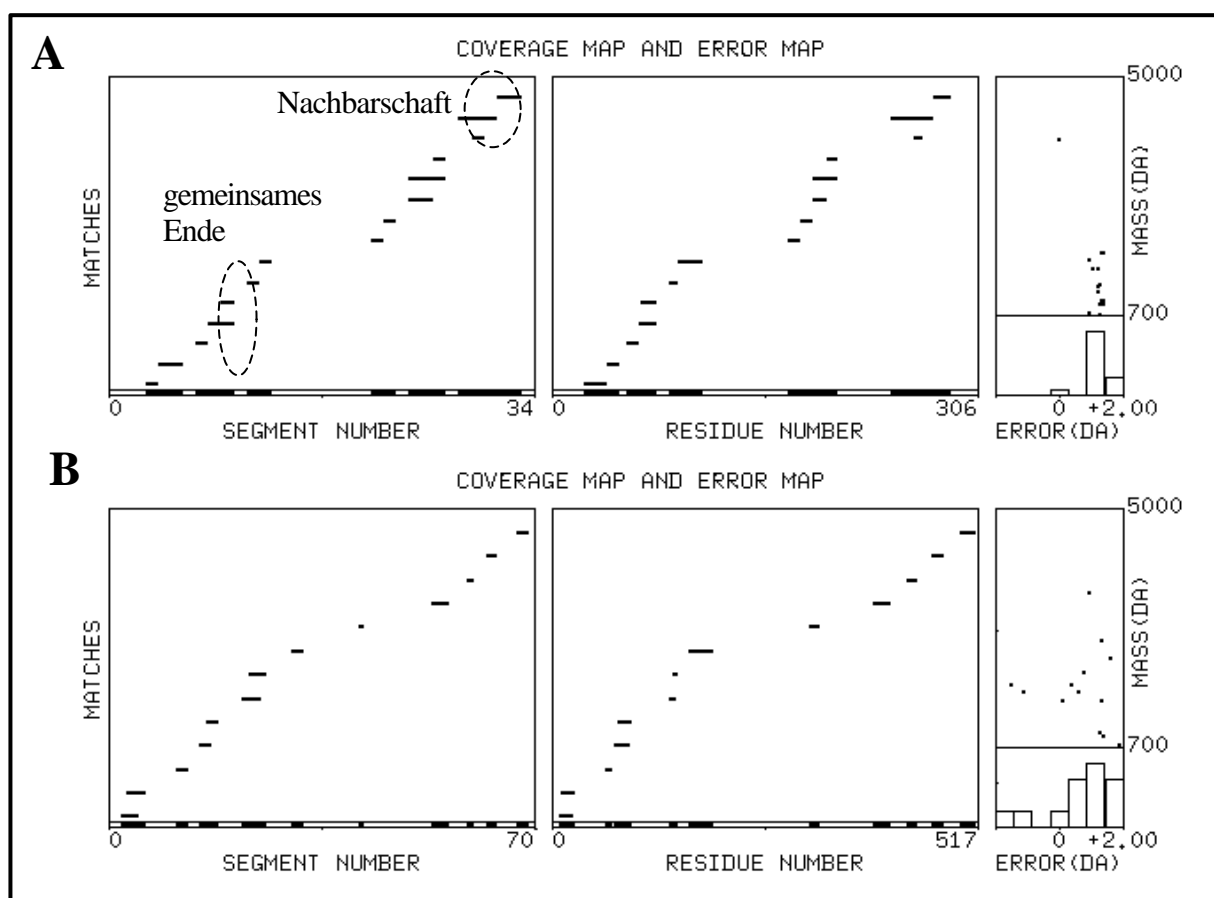 A
COVERAGE MAP AND ERROR MAP
Nachbarschaft
gemeinsames
Ende
MATCHES
0
34
SEGMENT NUMBER
0
306
RESIDUE NUMBER
5000
MASS(DA)
700
0 +2.00
ERROR(DA)
B
COVERAGE MAP AND ERROR MAP
MATCHES
0
70
SEGMENT NUMBER
0
517
RESIDUE NUMBER
5000
MASS(DA)
700
0 +2.00
ERROR(DA)